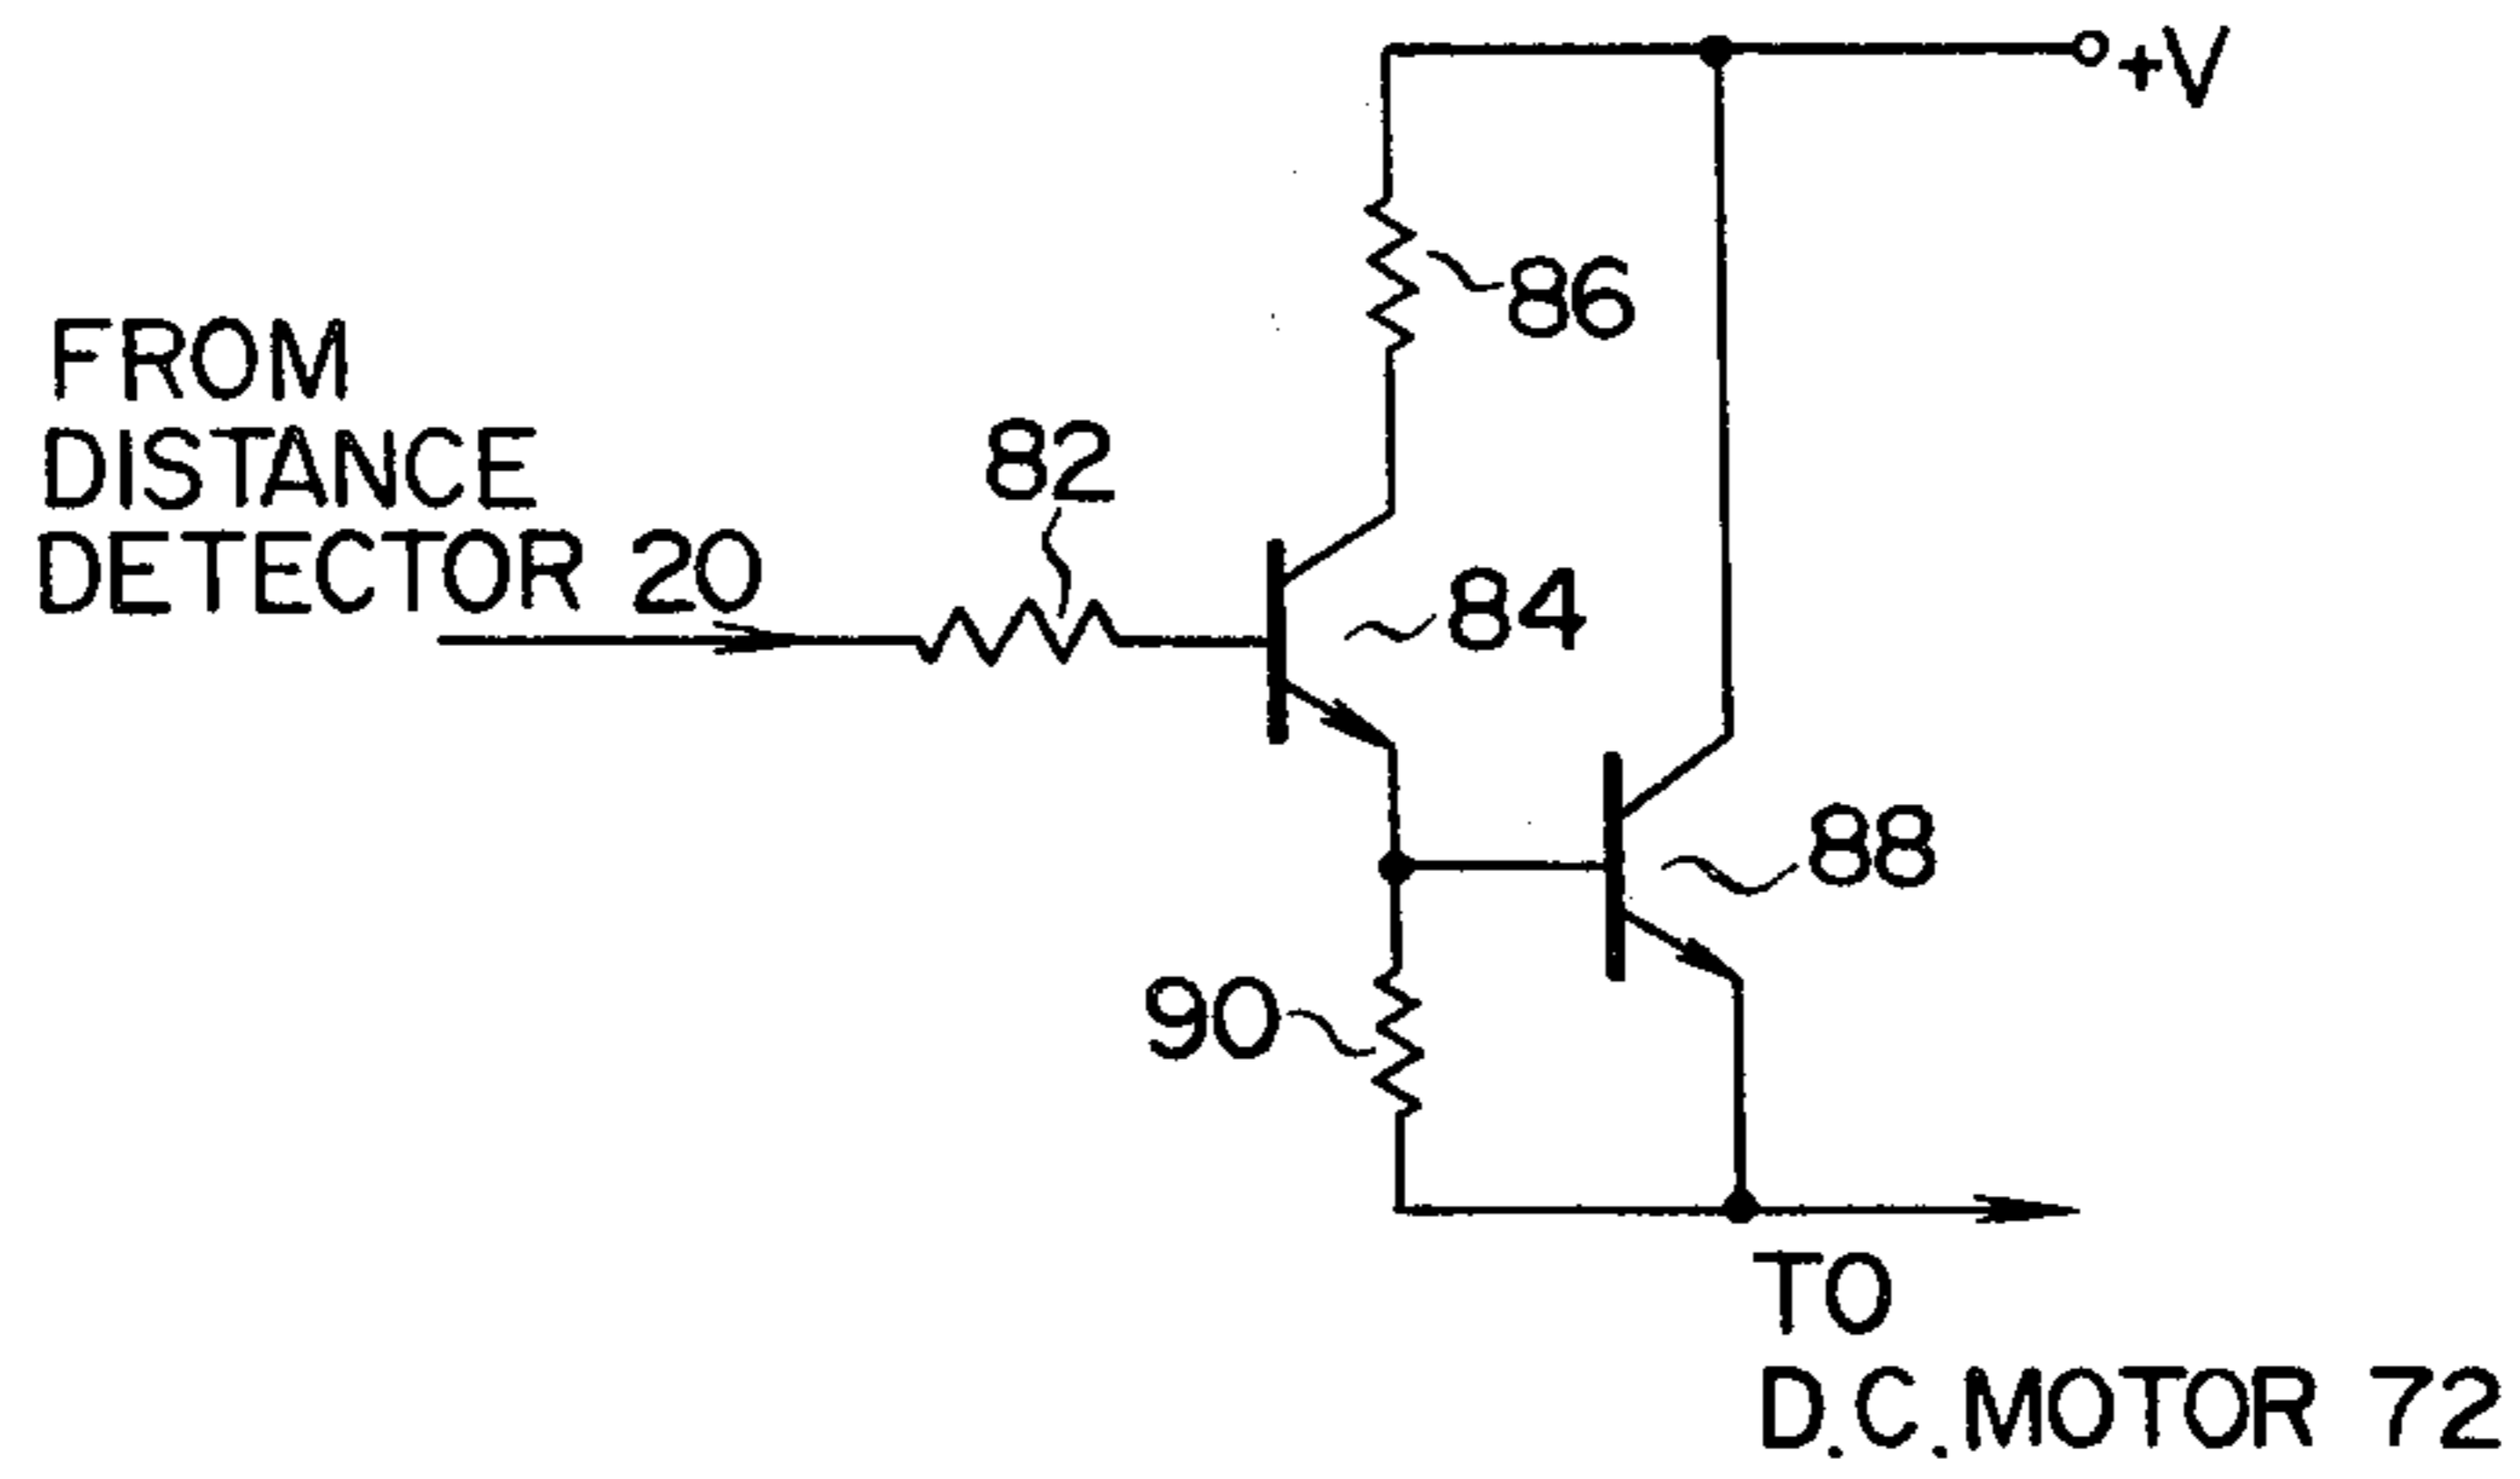 +V
86
FROM
DISTANCE
DETECTOR 20
82
84
88
90
TO
D.C. MOTOR 72